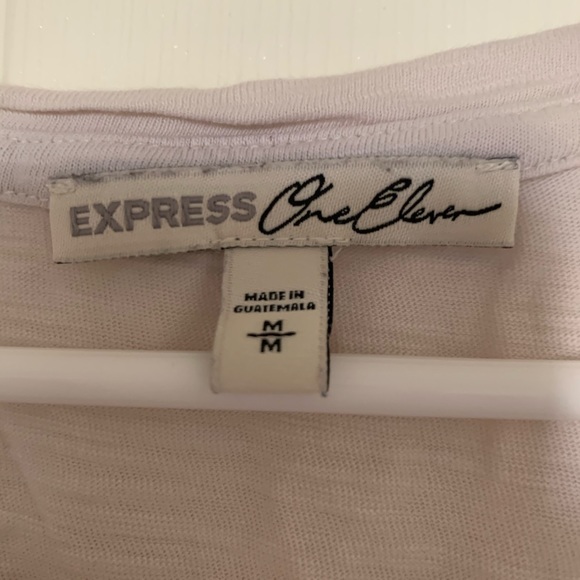 EXPRESS One Eleven
MADE IN
GUATEMALA
M
M